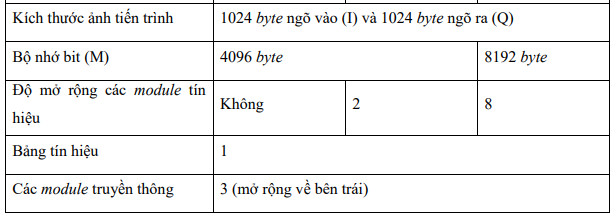 Kích thước ảnh tiến trình 1024 byte ngõ vào (I) và 1024 byte ngõ ra (Q)
Bộ nhớ bit (M) 4096 byte 8192 byte
Độ mở rộng các module tín
hiệu Không 2 8
Bảng tín hiệu 1
Các module truyền thông 3 (mở rộng về bên trái)